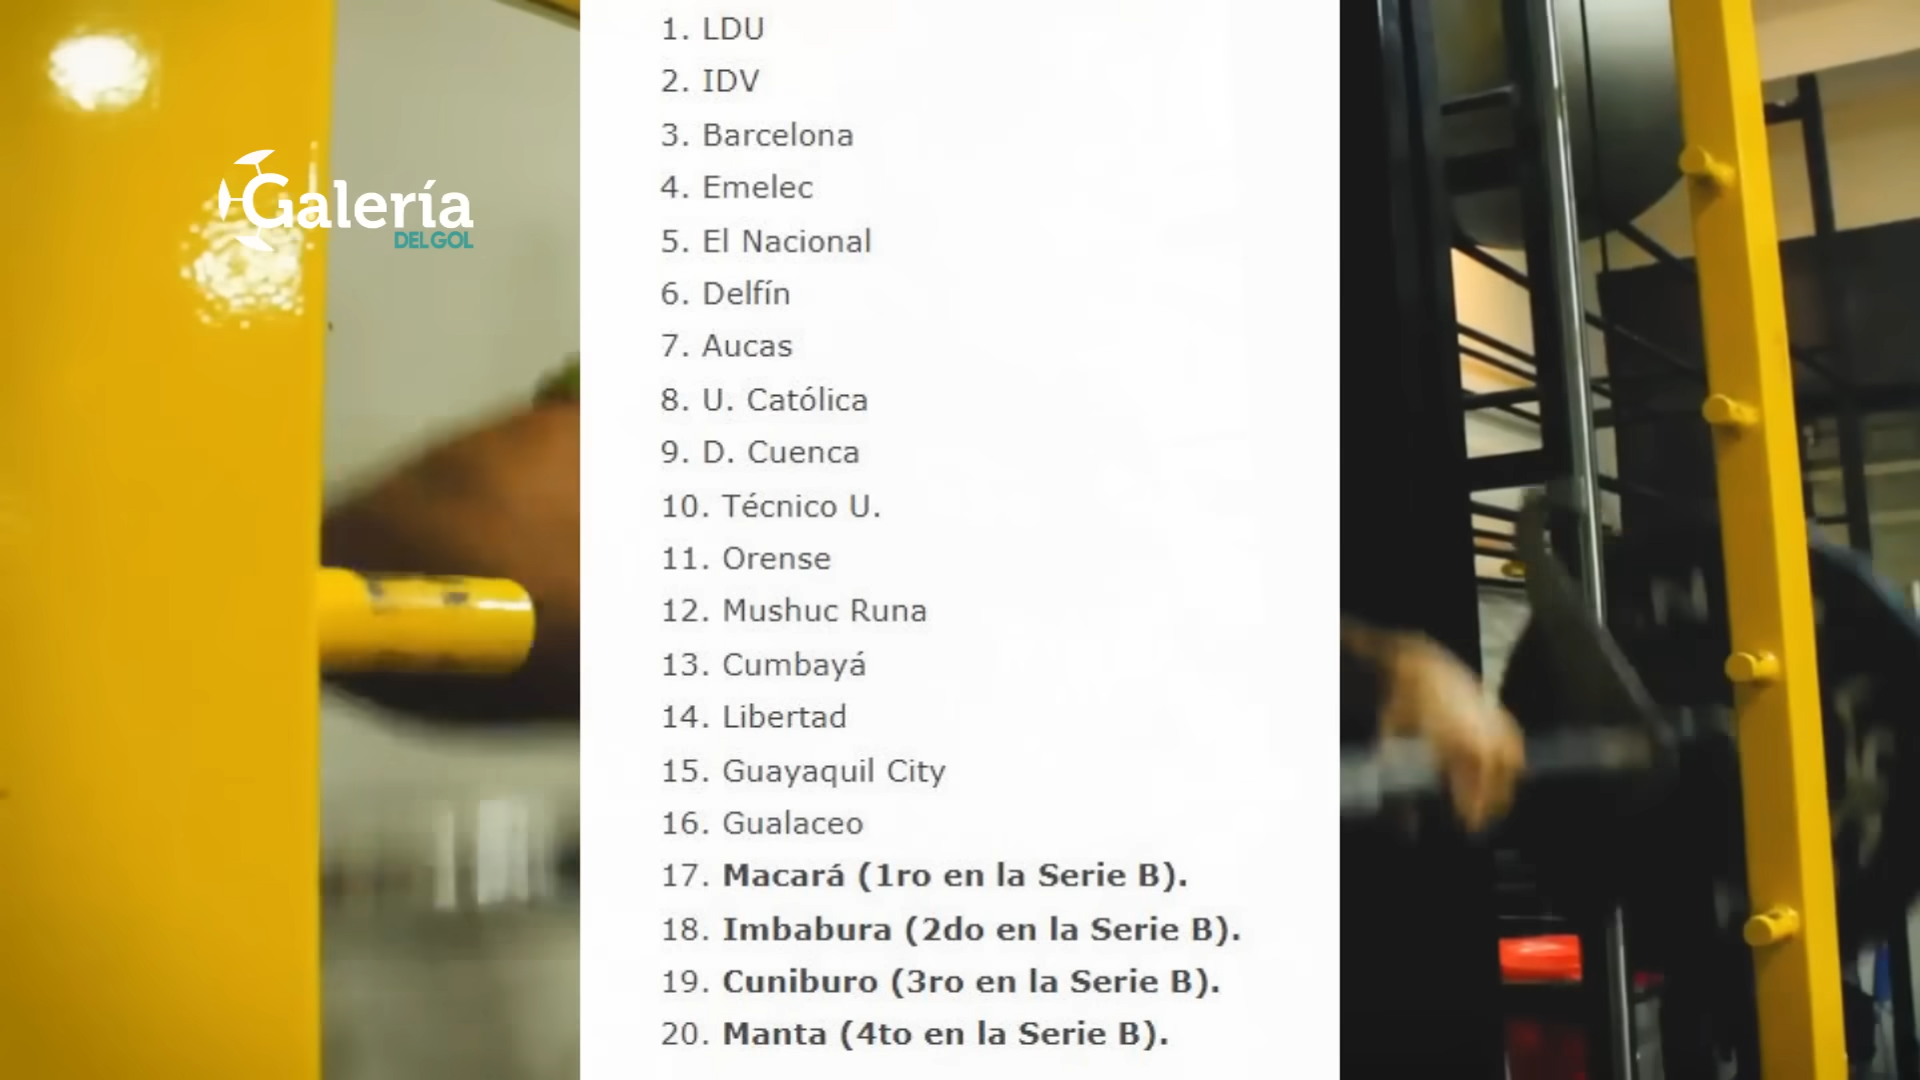 Galería
DEL GOL
1. LDU
2. IDV
3. Barcelona
4. Emelec
5. El Nacional
6. Delfín
7. Aucas
8. U. Católica
9. D. Cuenca
10. Técnico U.
11. Orense
12. Mushuc Runa
13. Cumbayá
14. Libertad
15. Guayaquil City
16. Gualaceo
17. Macará (1ro en la Serie B).
18. Imbabura (2do en la Serie B).
19. Cuniburo (3ro en la Serie B).
20. Manta (4to en la Serie B).